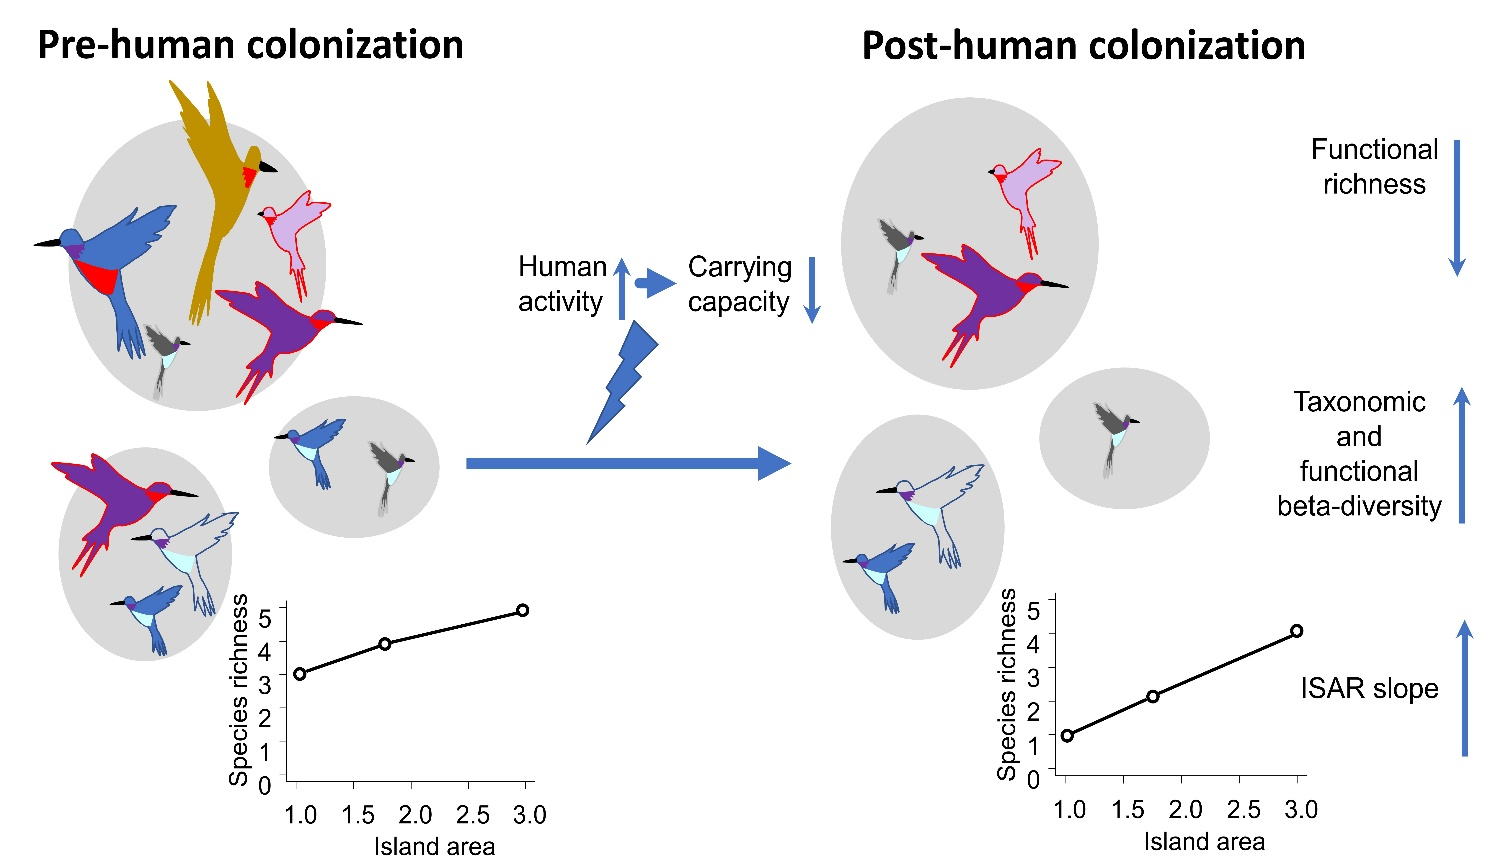 Pre-human colonization
Post-human colonization
Functional
richness
Human
activity
Carrying
capacity
Taxonomic
and
functional
beta-diversity
ISAR slope
Species richness
5
4
3
2
1
0
1.0 1.5 2.0 2.5 3.0
Island area
Species richness
5
4
3
2
1
0
1.0 1.5 2.0 2.5 3.0
Island area